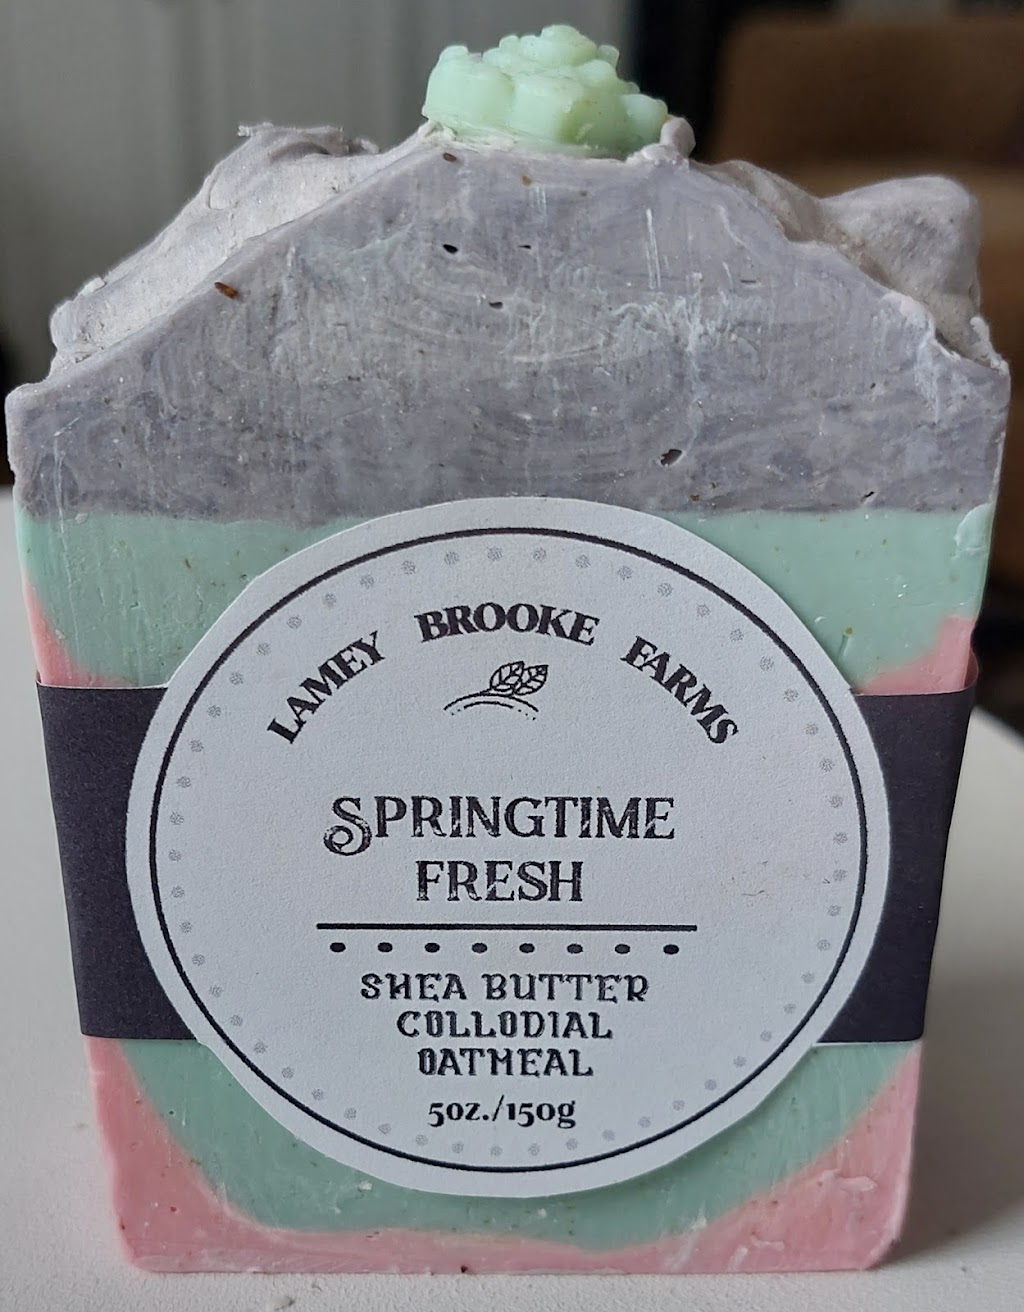 LAMEY BROOKE FARMS
SPRINGTIME
FRESH
SHEA BUTTER
COLLODIAL
OATMEAL
5oz./150g